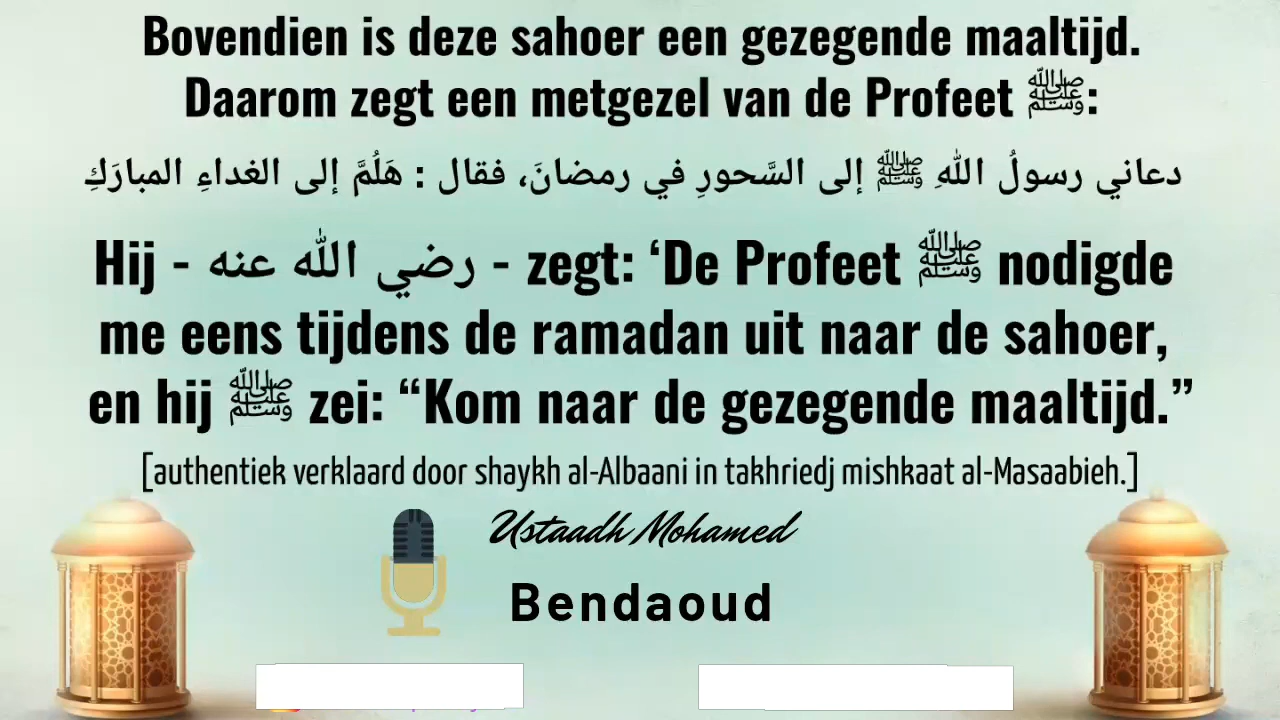 Bovendien is deze sahoer een gezegende maaltijd.
Daarom zegt een metgezel van de Profeet ﷺ:
دعاني رسولُ اللهِ ﷺ إلى السَّحورِ في رمضانَ، فقال : هَلُمَّ إلى الغداءِ المبارَكِ
Hij - رضي الله عنه - zegt: ‘De Profeet ﷺ nodigde
me eens tijdens de ramadan uit naar de sahoer,
en hij ﷺ zei: “Kom naar de gezegende maaltijd.”
[authentiek verklaard door shaykh al-Albaani in takhriedj mishkaat al-Masaabieh.]
Ustaadh Mohamed
Bendaoud